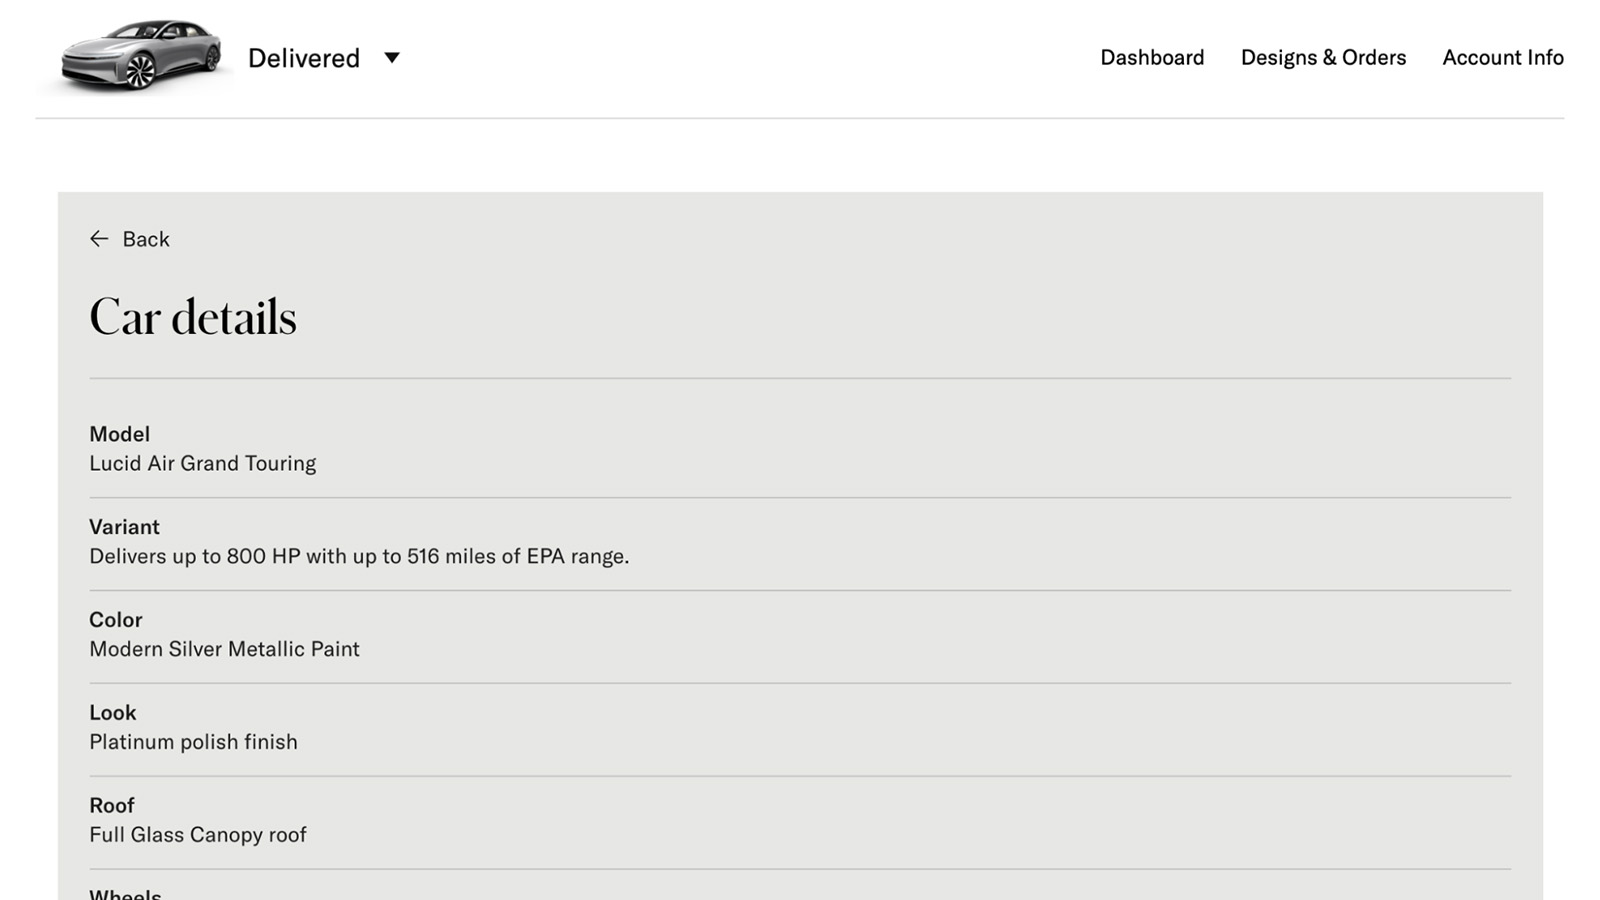 Delivered
Dashboard
Designs & Orders
Account Info
Back
Car details
Model
Lucid Air Grand Touring
Variant
Delivers up to 800 HP with up to 516 miles of EPA range.
Color
Modern Silver Metallic Paint
Look
Platinum polish finish
Roof
Full Glass Canopy roof
Wheels